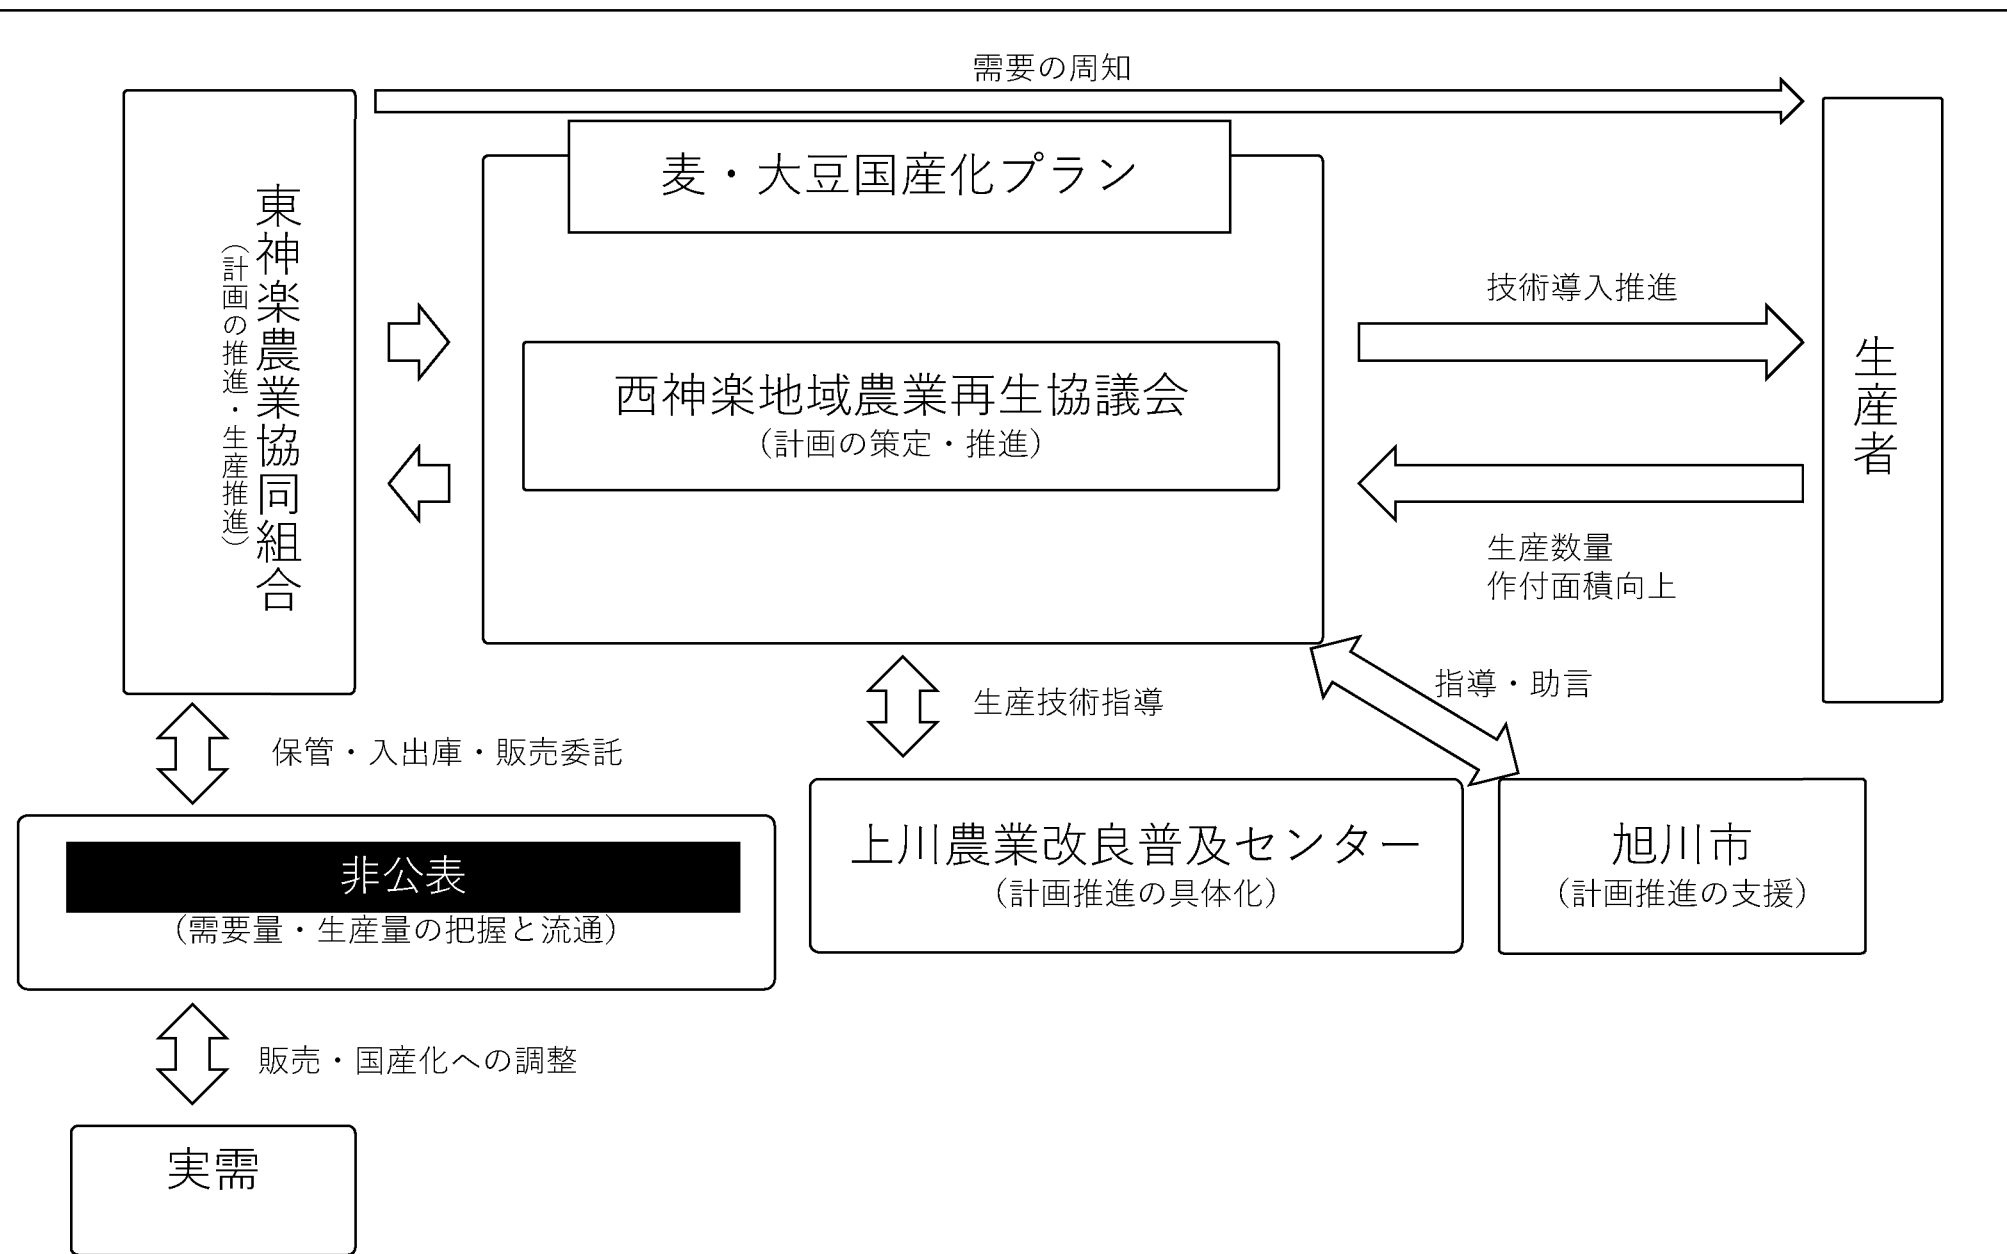 需要の周知
麦・大豆国産化プラン
東神楽農業協同組合
（計画の推進・生産推進）
技術導入推進
西神楽地域農業再生協議会
（計画の策定・推進）
生産者
生産数量
作付面積向上
指導・助言
生産技術指導
保管・入出庫・販売委託
上川農業改良普及センター
（計画推進の具体化）
旭川市
（計画推進の支援）
非公表
（需要量・生産量の把握と流通）
販売・国産化への調整
実需